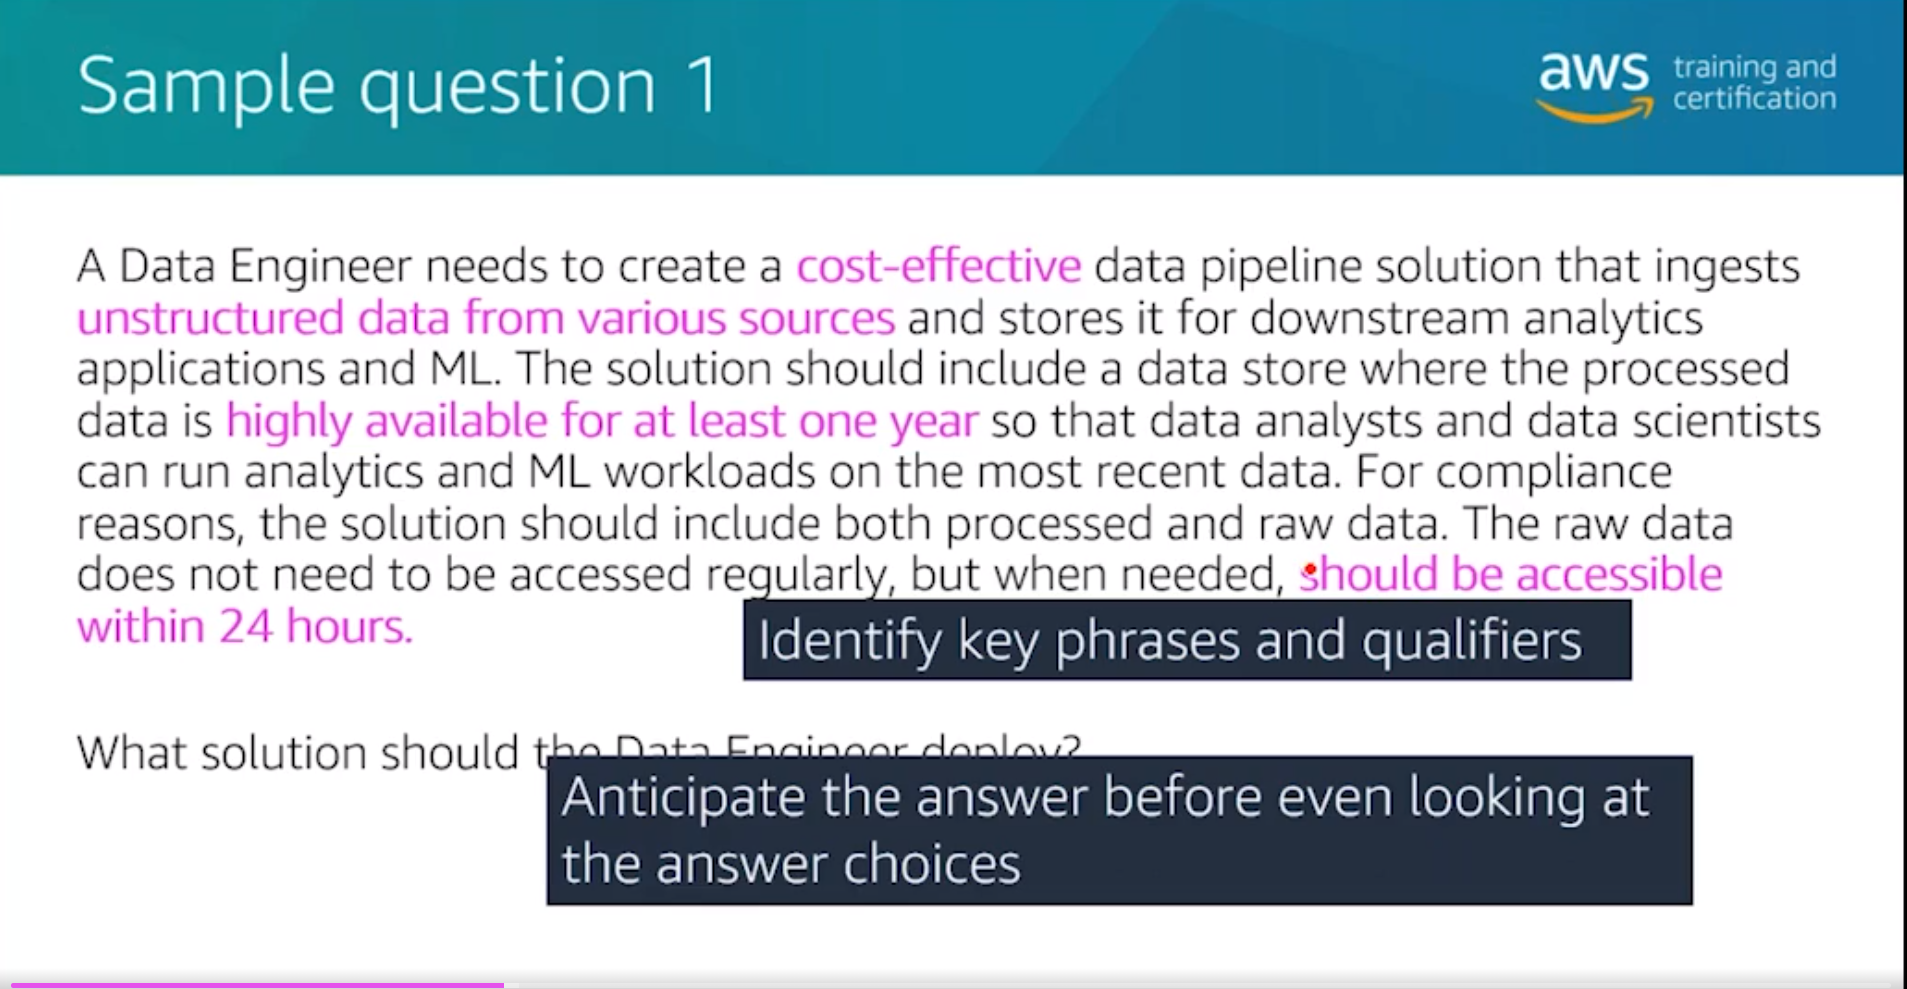 Sample question 1
aws training and
certification
A Data Engineer needs to create a cost-effective data pipeline solution that ingests
unstructured data from various sources and stores it for downstream analytics
applications and ML. The solution should include a data store where the processed
data is highly available for at least one year so that data analysts and data scientists
can run analytics and ML workloads on the most recent data. For compliance
reasons, the solution should include both processed and raw data. The raw data
does not need to be accessed regularly, but when needed, should be accessible
within 24 hours.
Identify key phrases and qualifiers
What solution should the Data Engineer deploy?
Anticipate the answer before even looking at
the answer choices